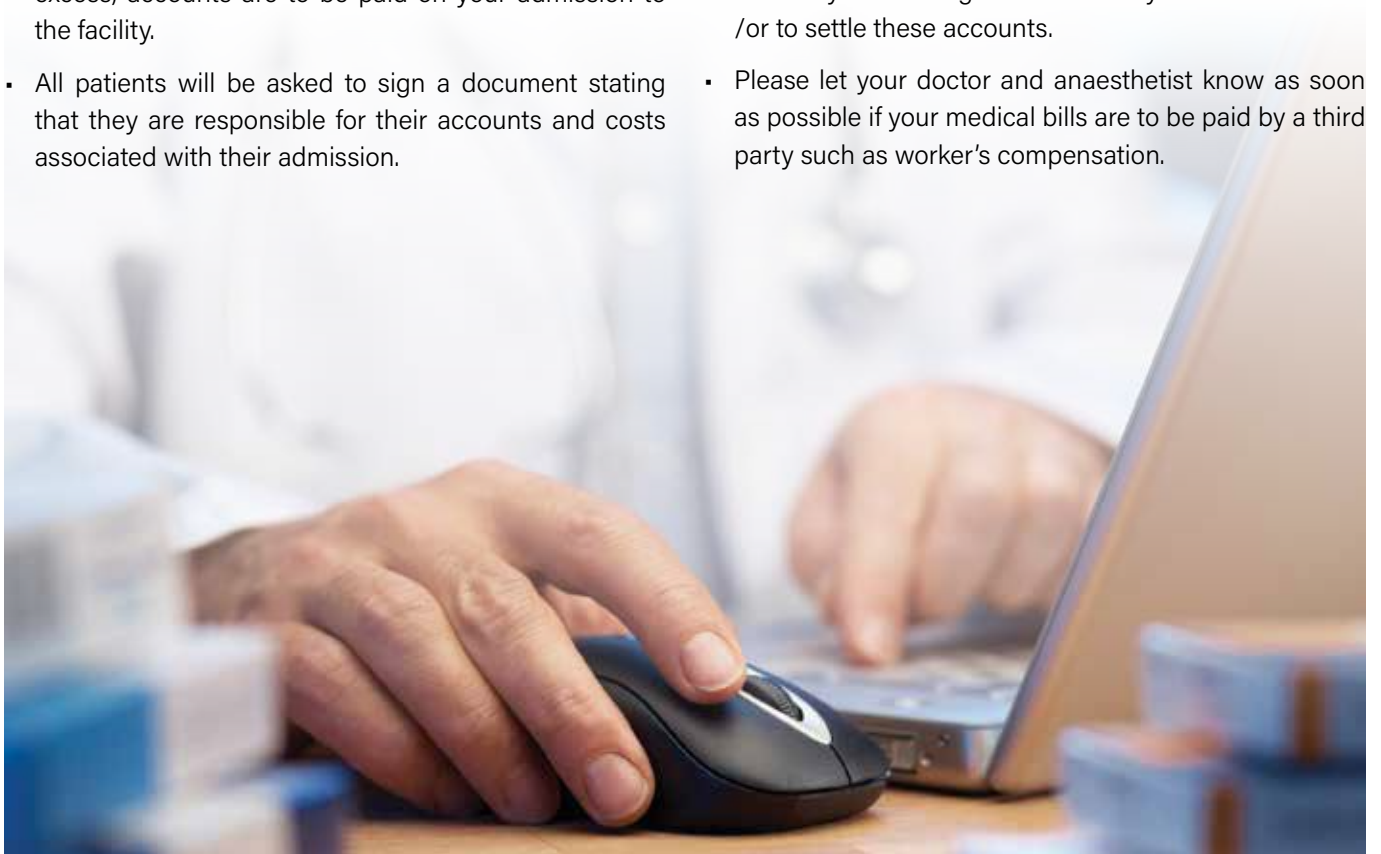 excess, accounts are to be paid on your admission to
the facility.
▪ All patients will be asked to sign a document stating
that they are responsible for their accounts and costs
associated with their admission.
/or to settle these accounts.
▪ Please let your doctor and anaesthetist know as soon
as possible if your medical bills are to be paid by a third
party such as worker's compensation.